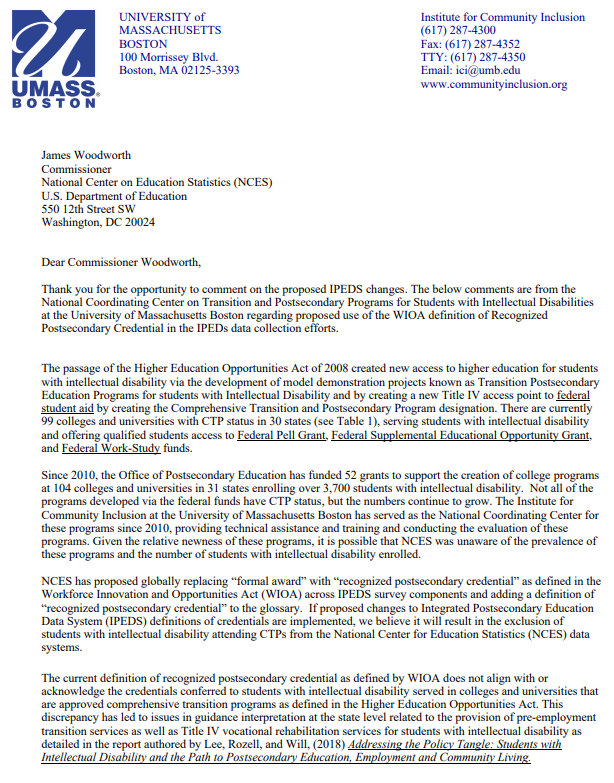 UMASS®
BOSTON
UNIVERSITY of
MASSACHUSETTS
BOSTON
100 Morrissey Blvd.
Boston, MA 02125-3393
Institute for Community Inclusion
(617) 287-4300
Fax: (617) 287-4352
TTY: (617) 287-4350
Email: ici@umb.edu
www.communityinclusion.org
James Woodworth
Commissioner
National Center on Education Statistics (NCES)
U.S. Department of Education
550 12th Street SW
Washington, DC 20024
Dear Commissioner Woodworth,
Thank you for the opportunity to comment on the proposed IPEDS changes. The below comments are from the
National Coordinating Center on Transition and Postsecondary Programs for Students with Intellectual Disabilities
at the University of Massachusetts Boston regarding proposed use of the WIOA definition of Recognized
Postsecondary Credential in the IPEDs data collection efforts.
The passage of the Higher Education Opportunities Act of 2008 created new access to higher education for students
with intellectual disability via the development of model demonstration projects known as Transition Postsecondary
Education Programs for students with Intellectual Disability and by creating a new Title IV access point to federal
student aid by creating the Comprehensive Transition and Postsecondary Program designation. There are currently
99 colleges and universities with CTP status in 30 states (see Table 1), serving students with intellectual disability
and offering qualified students access to Federal Pell Grant, Federal Supplemental Educational Opportunity Grant,
and Federal Work-Study funds.
Since 2010, the Office of Postsecondary Education has funded 52 grants to support the creation of college programs
at 104 colleges and universities in 31 states enrolling over 3,700 students with intellectual disability. Not all of the
programs developed via the federal funds have CTP status, but the numbers continue to grow. The Institute for
Community Inclusion at the University of Massachusetts Boston has served as the National Coordinating Center for
these programs since 2010, providing technical assistance and training and conducting the evaluation of these
programs. Given the relative newness of these programs, it is possible that NCES was unaware of the prevalence of
these programs and the number of students with intellectual disability enrolled.
NCES has proposed globally replacing “formal award” with “recognized postsecondary credential” as defined in the
Workforce Innovation and Opportunities Act (WIOA) across IPEDS survey components and adding a definition of
“recognized postsecondary credential” to the glossary. If proposed changes to Integrated Postsecondary Education
Data System (IPEDS) definitions of credentials are implemented, we believe it will result in the exclusion of
students with intellectual disability attending CTPs from the National Center for Education Statistics (NCES) data
systems.
The current definition of recognized postsecondary credential as defined by WIOA does not align with or
acknowledge the credentials conferred to students with intellectual disability served in colleges and universities that
are approved comprehensive transition programs as defined in the Higher Education Opportunities Act. This
discrepancy has led to issues in guidance interpretation at the state level related to the provision of pre-employment
transition services as well as Title IV vocational rehabilitation services for students with intellectual disability as
detailed in the report authored by Lee, Rozell, and Will, (2018) Addressing the Policy Tangle: Students with
Intellectual Disability and the Path to Postsecondary Education, Employment and Community Living.